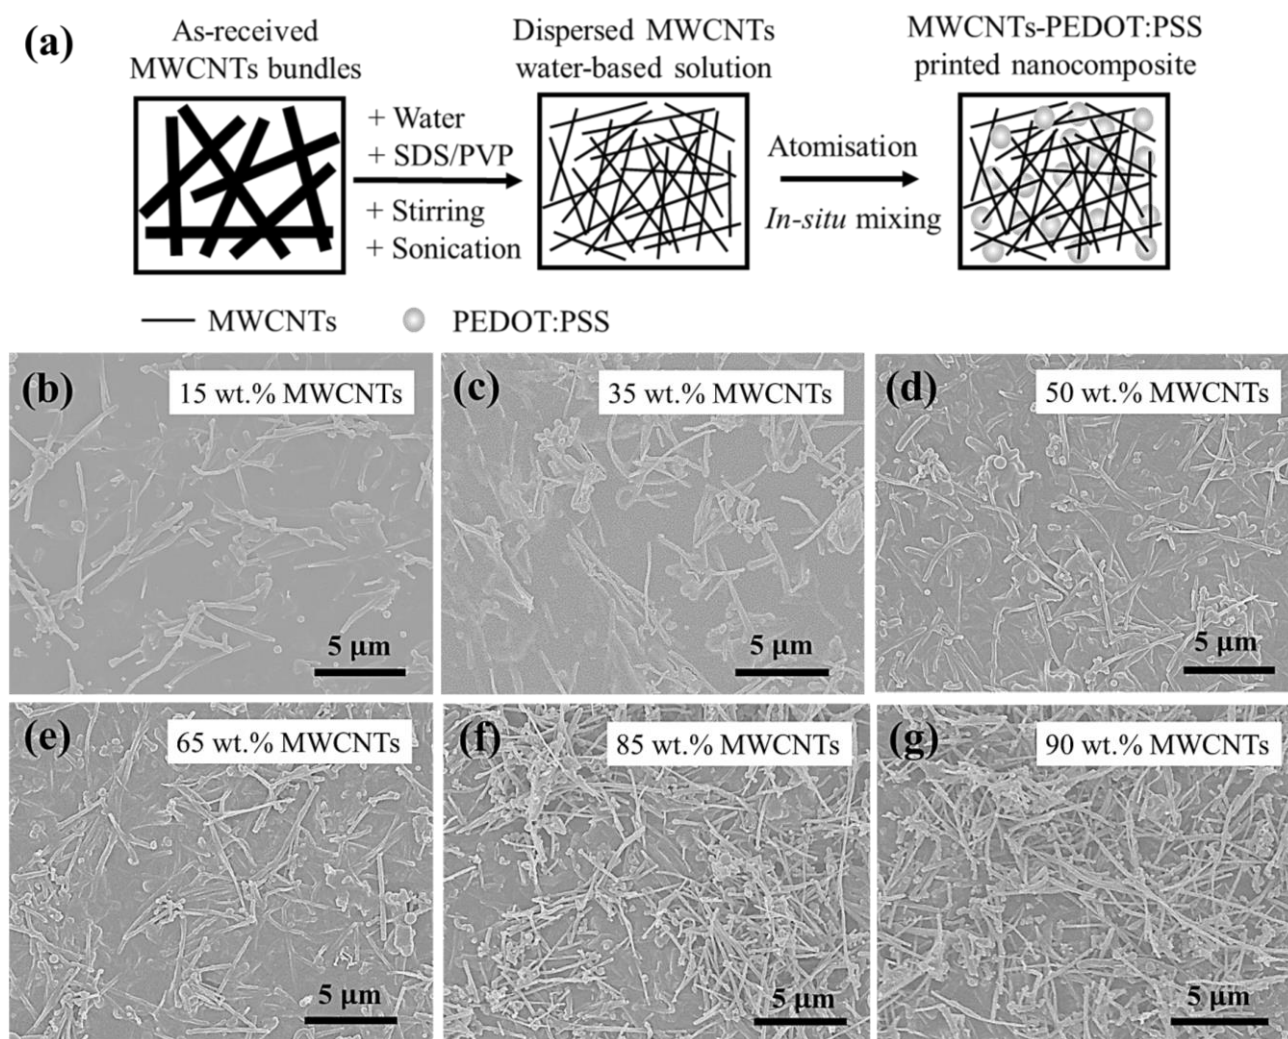 (a)
As-received
MWCNTs bundles
Dispersed MWCNTs
water-based solution
MWCNTs-PEDOT:PSS
printed nanocomposite
+ Water
+ SDS/PVP
+ Stirring
+ Sonication
Atomisation
In-situ mixing
MWCNTs
PEDOT:PSS
(b)
15 wt.% MWCNTs
5 μm
(c)
35 wt.% MWCNTs
5 μm
(d)
50 wt.% MWCNTs
5 μm
(e)
65 wt.% MWCNTs
5 μm
(f)
85 wt.% MWCNTs
5 μm
(g)
90 wt.% MWCNTs
5 μm